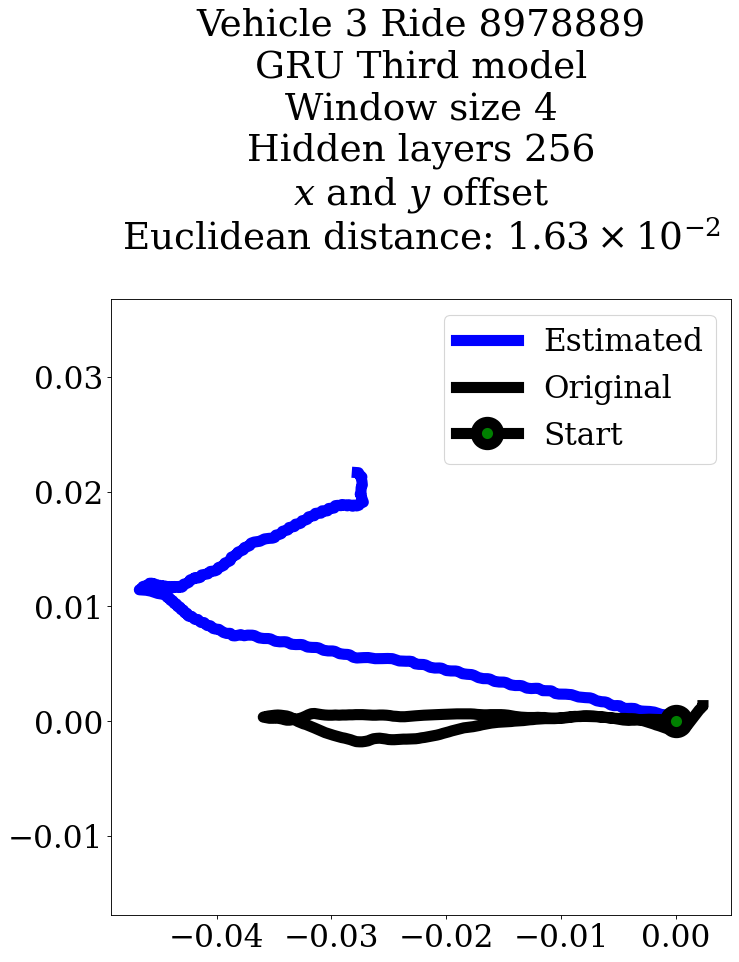 Vehicle 3 Ride 8978889
GRU Third model
Window size 4
Hidden layers 256
x and y offset
Euclidean distance: 1.63 × 10⁻²
Estimated
Original
Start
0.03
0.02
0.01
0.00
−0.01
−0.04 −0.03 −0.02 −0.01 0.00